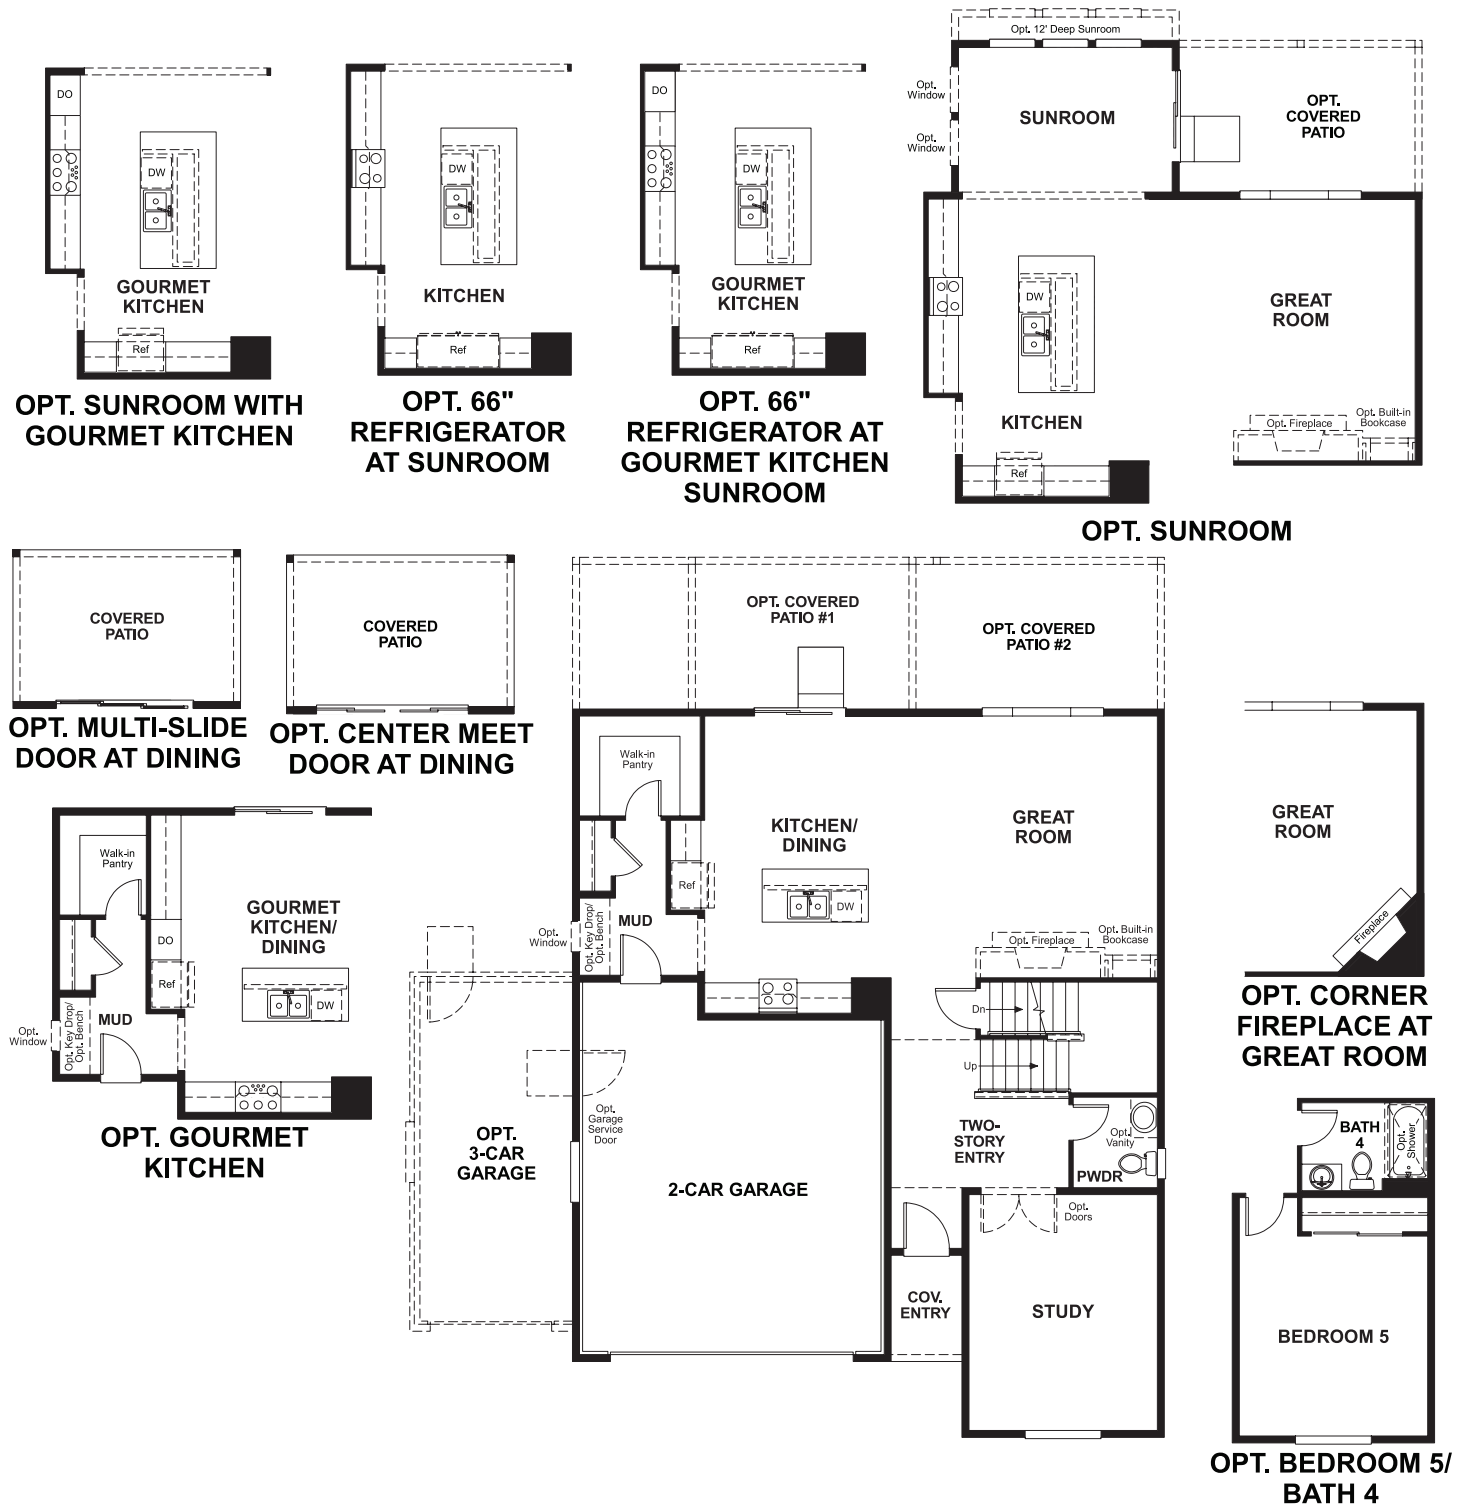 DO
DW
GOURMET
KITCHEN
Ref
OPT. SUNROOM WITH
GOURMET KITCHEN
DW
KITCHEN
Ref
OPT. 66"
REFRIGERATOR
AT SUNROOM
DO
DW
GOURMET
KITCHEN
Ref
OPT. 66"
REFRIGERATOR AT
GOURMET KITCHEN
SUNROOM
Opt. 12' Deep Sunroom
Opt.
Window
Opt.
Window
SUNROOM
OPT.
COVERED
PATIO
DW
GREAT
ROOM
KITCHEN
Opt. Fireplace
Opt. Built-in
Bookcase
Ref
OPT. SUNROOM
COVERED
PATIO
OPT. MULTI-SLIDE
DOOR AT DINING
COVERED
PATIO
OPT. CENTER MEET
DOOR AT DINING
Walk-in
Pantry
GOURMET
KITCHEN/
DINING
DO
Ref
DW
Opt.
Window
Opt. Key Drop/
Opt. Bench
MUD
OPT. GOURMET
KITCHEN
OPT. COVERED
PATIO #1
OPT. COVERED
PATIO #2
Walk-in
Pantry
KITCHEN/
DINING
GREAT
ROOM
Ref
DW
Opt.
Window
Opt. Key Drop/
Opt. Bench
MUD
Opt. Fireplace
Opt. Built-in
Bookcase
Dn
Up
Opt.
Garage
Service
Door
OPT.
3-CAR
GARAGE
2-CAR GARAGE
TWO-
STORY
ENTRY
Opt.
Vanity
PWDR
Opt.
Doors
COV.
ENTRY
STUDY
GREAT
ROOM
Fireplace
OPT. CORNER
FIREPLACE AT
GREAT ROOM
BATH
4
Opt.
Shower
BEDROOM 5
OPT. BEDROOM 5/
BATH 4